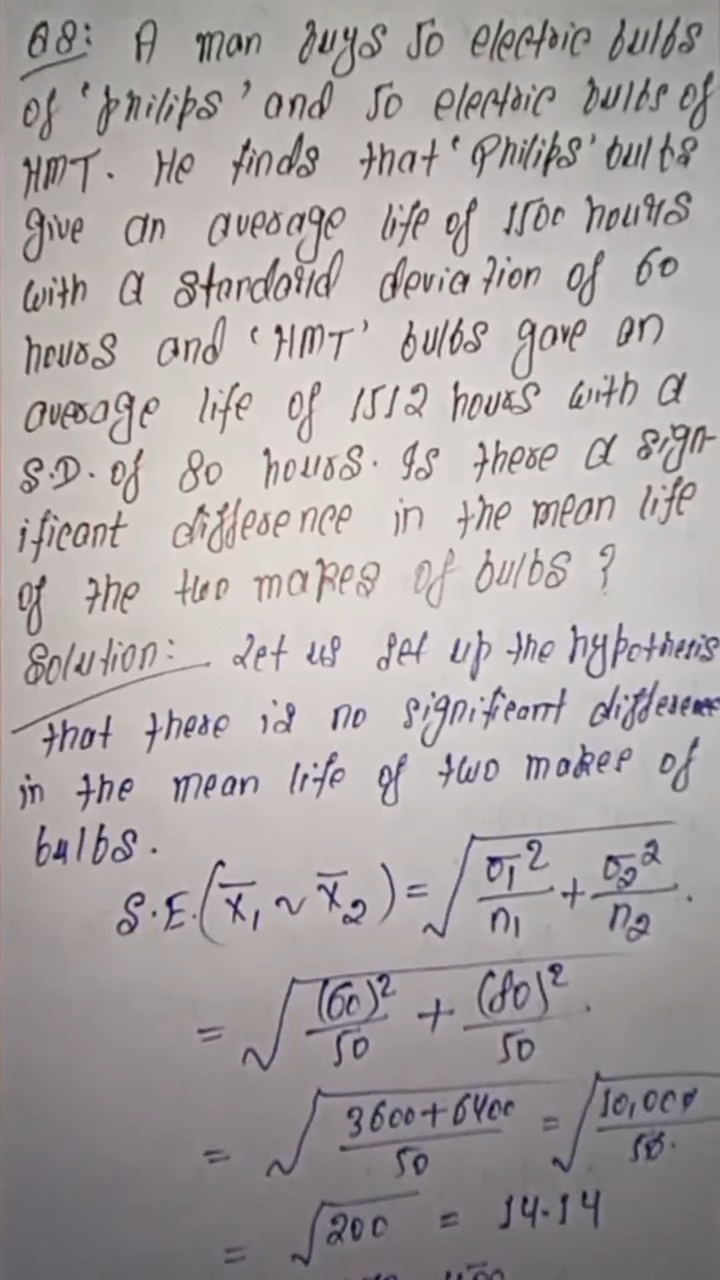 Q8: A man buys 50 electric bulbs
of 'philips' and 50 electric bulbs of
HMT. He finds that 'Philips' bulbs
give an average life of 1500 hours
with a standard deviation of 60
hours and 'HMT' bulbs gave an
average life of 1512 hours with a
S.D. of 80 hours. Is there a sign-
ificant difference in the mean life
of the two makes of bulbs ?
Solution: Let us set up the hypothesis
that there is no significant difference
in the mean life of two makes of
bulbs.
S.E.(x̄₁ ~ x̄₂) = √(σ₁²/n₁ + σ₂²/n₂).
= √((60)²/50 + (80)²/50).
= √((3600+6400)/50) = √(10,000/50).
= √200 = 14.14